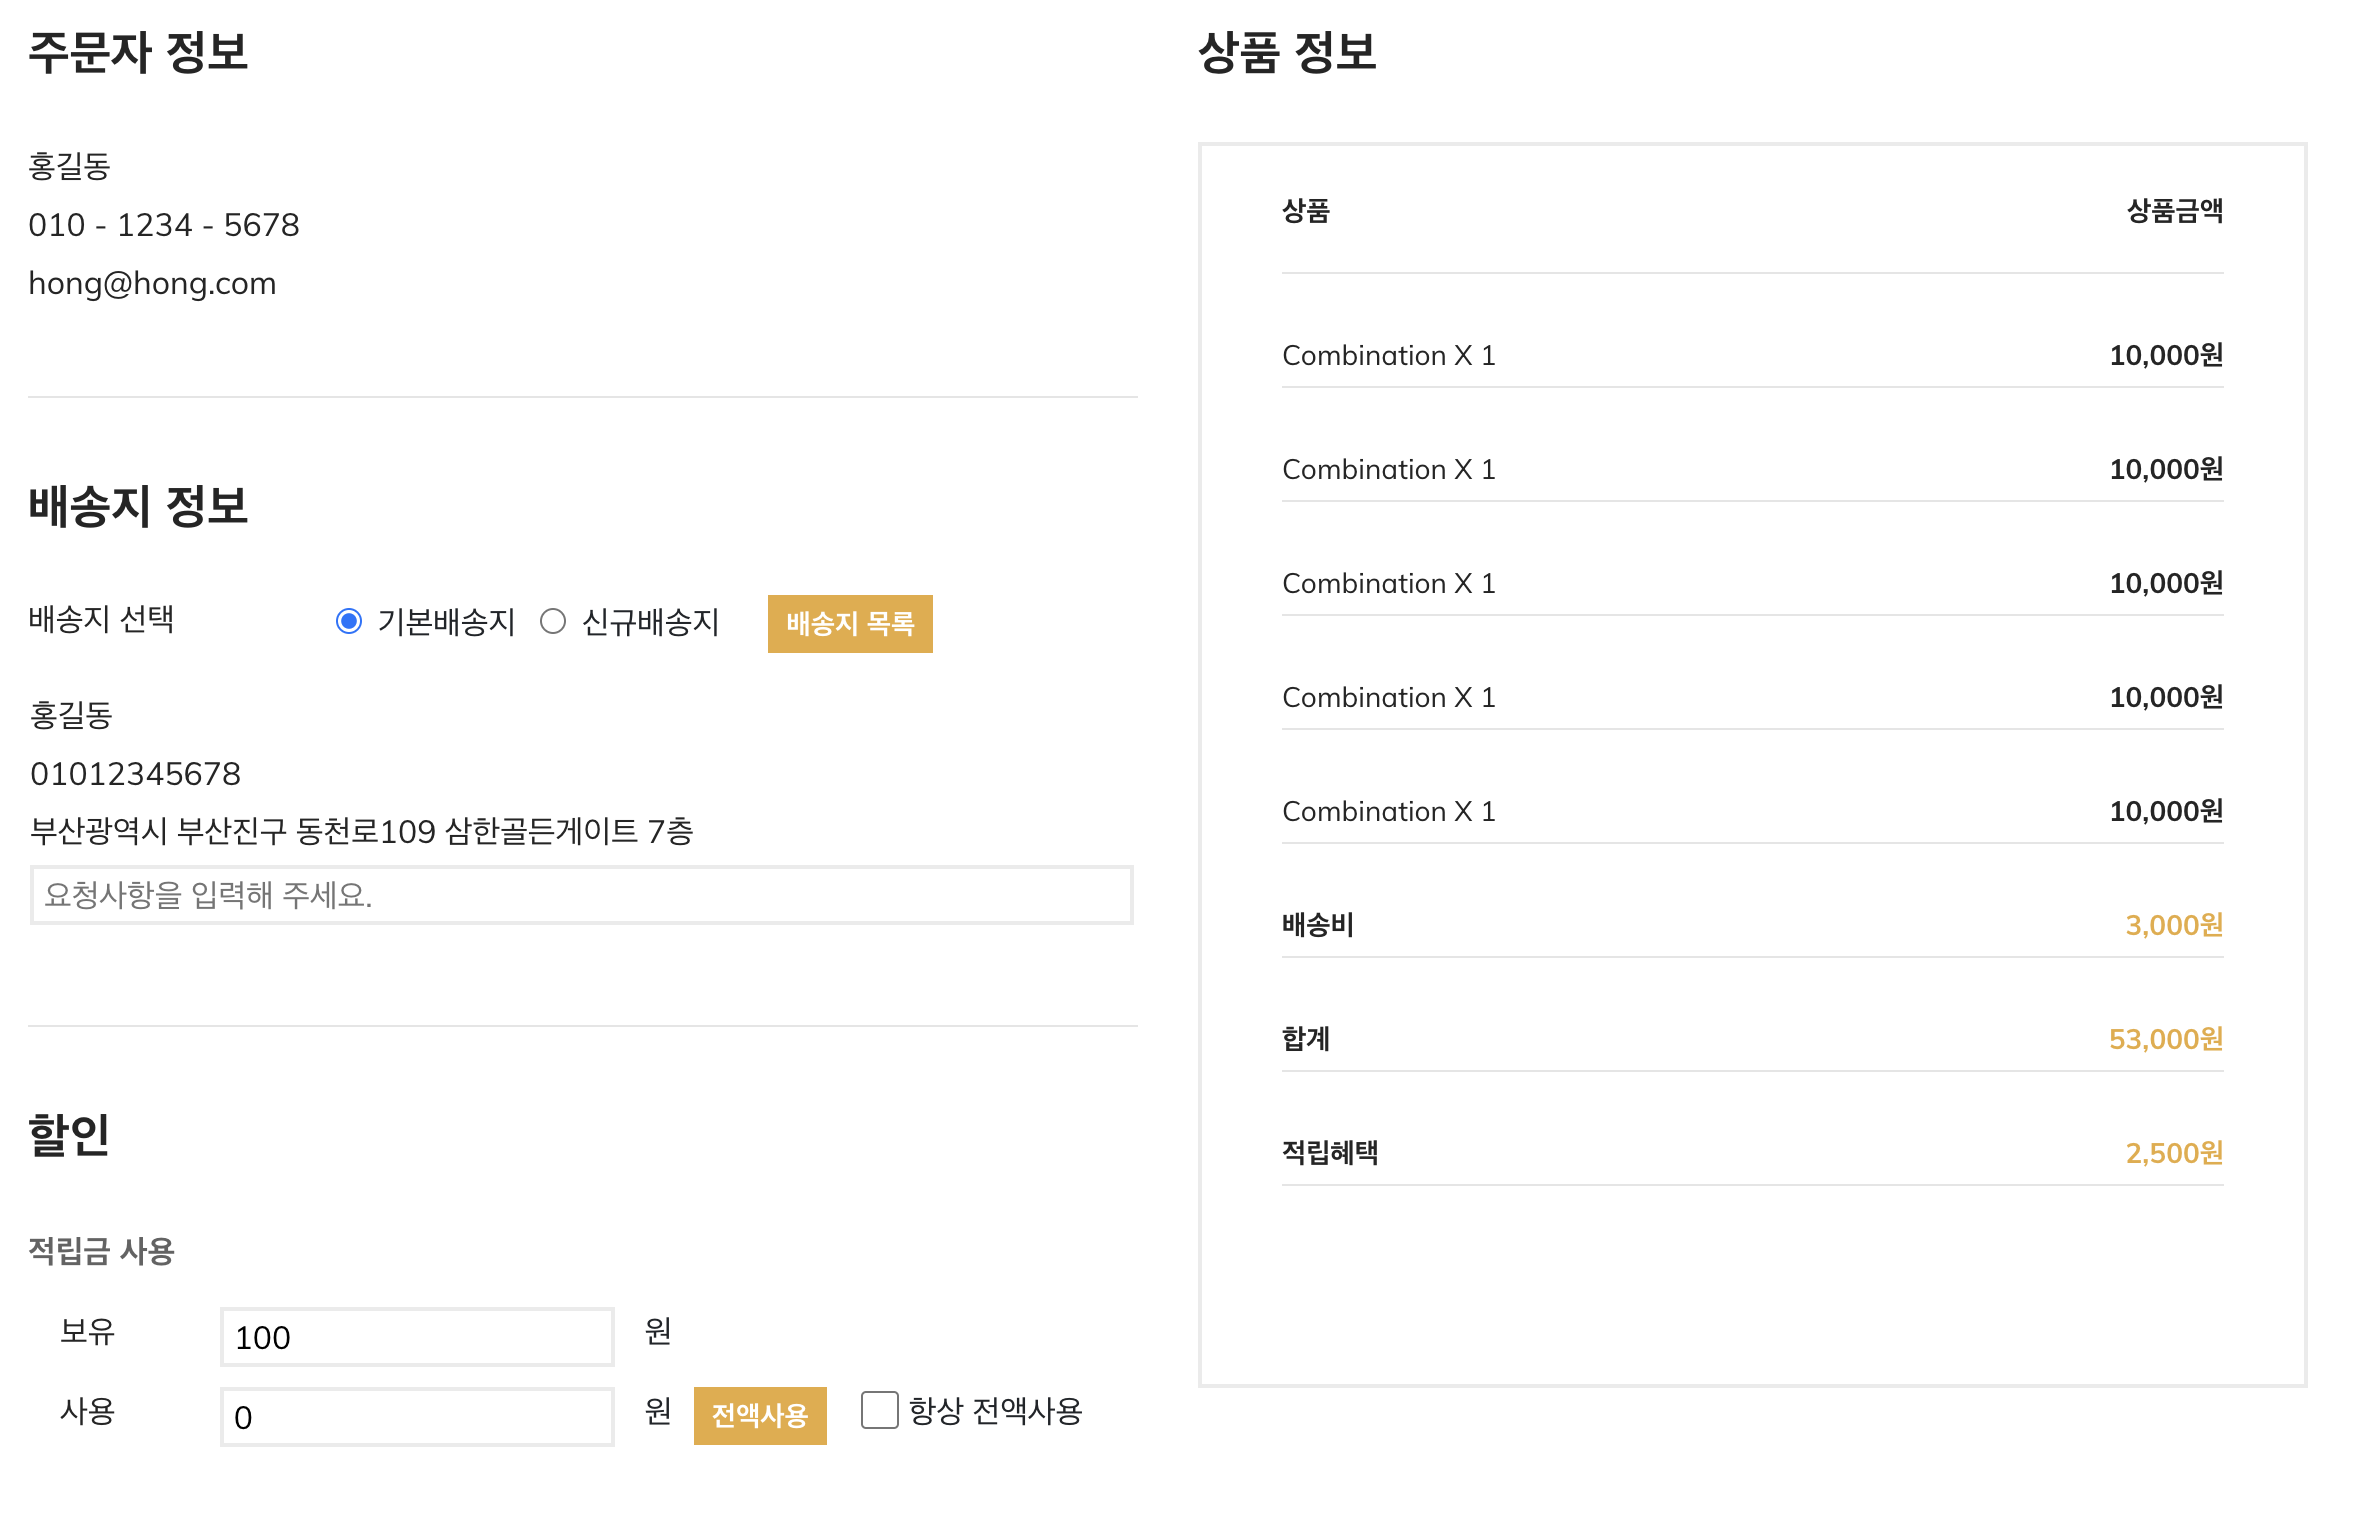 주문자 정보
홍길동
010 - 1234 - 5678
hong@hong.com
배송지 정보
배송지 선택 기본배송지 신규배송지 배송지 목록
홍길동
01012345678
부산광역시 부산진구 동천로109 삼한골든게이트 7층
요청사항을 입력해 주세요.
할인
적립금 사용
보유 100 원
사용 0 원 전액사용 항상 전액사용
상품 정보
상품 상품금액
Combination X 1 10,000원
Combination X 1 10,000원
Combination X 1 10,000원
Combination X 1 10,000원
Combination X 1 10,000원
배송비 3,000원
합계 53,000원
적립혜택 2,500원